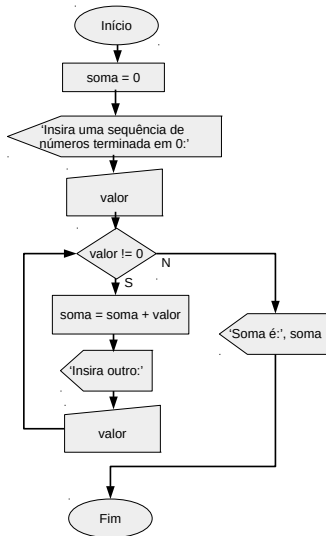 Início
soma = 0
‘Insira uma sequência de
números terminada em 0:’
valor
valor != 0
N
S
soma = soma + valor
‘Soma é:’, soma
‘Insira outro:’
valor
Fim